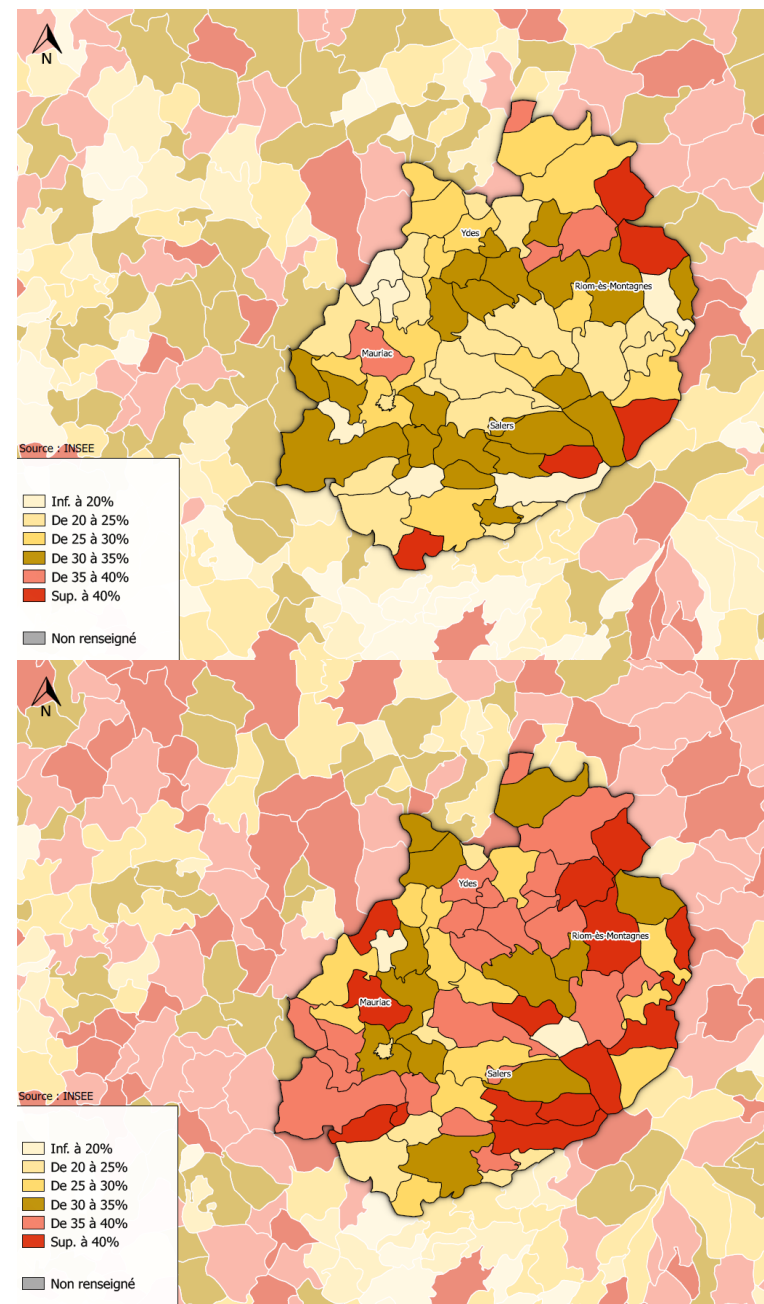 N
Ydes
Riom-ès-Montagnes
Mauriac
Salers
Source : INSEE
Inf. à 20%
De 20 à 25%
De 25 à 30%
De 30 à 35%
De 35 à 40%
Sup. à 40%
Non renseigné
N
Ydes
Riom-ès-Montagnes
Mauriac
Salers
Source : INSEE
Inf. à 20%
De 20 à 25%
De 25 à 30%
De 30 à 35%
De 35 à 40%
Sup. à 40%
Non renseigné